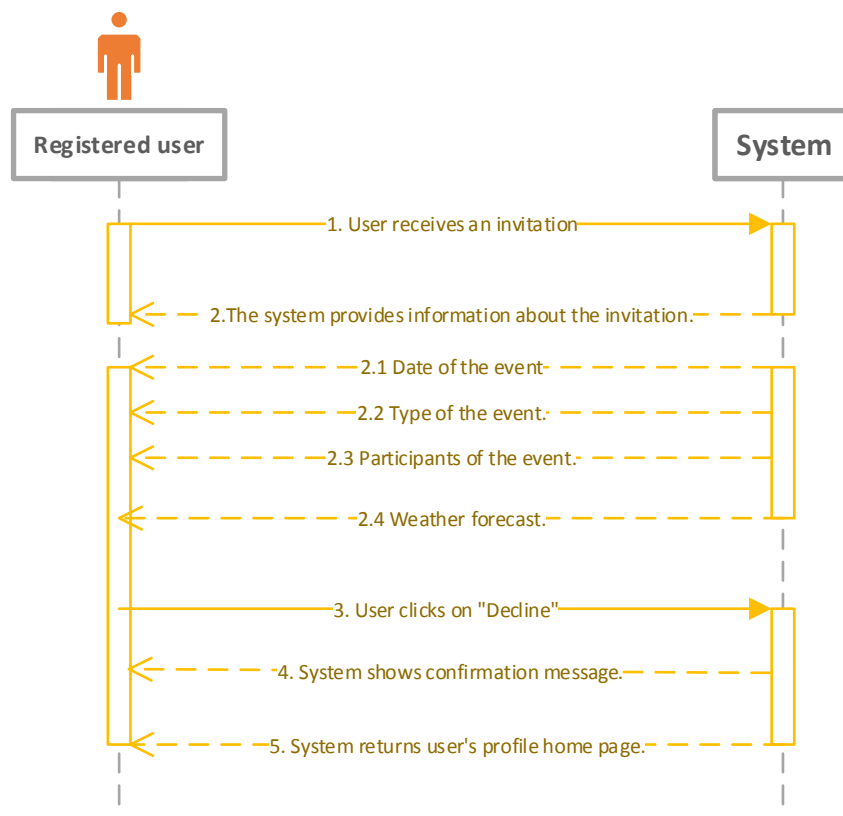 Registered user
System
1. User receives an invitation
2.The system provides information about the invitation.
2.1 Date of the event
2.2 Type of the event.
2.3 Participants of the event.
2.4 Weather forecast.
3. User clicks on "Decline"
4. System shows confirmation message.
5. System returns user's profile home page.